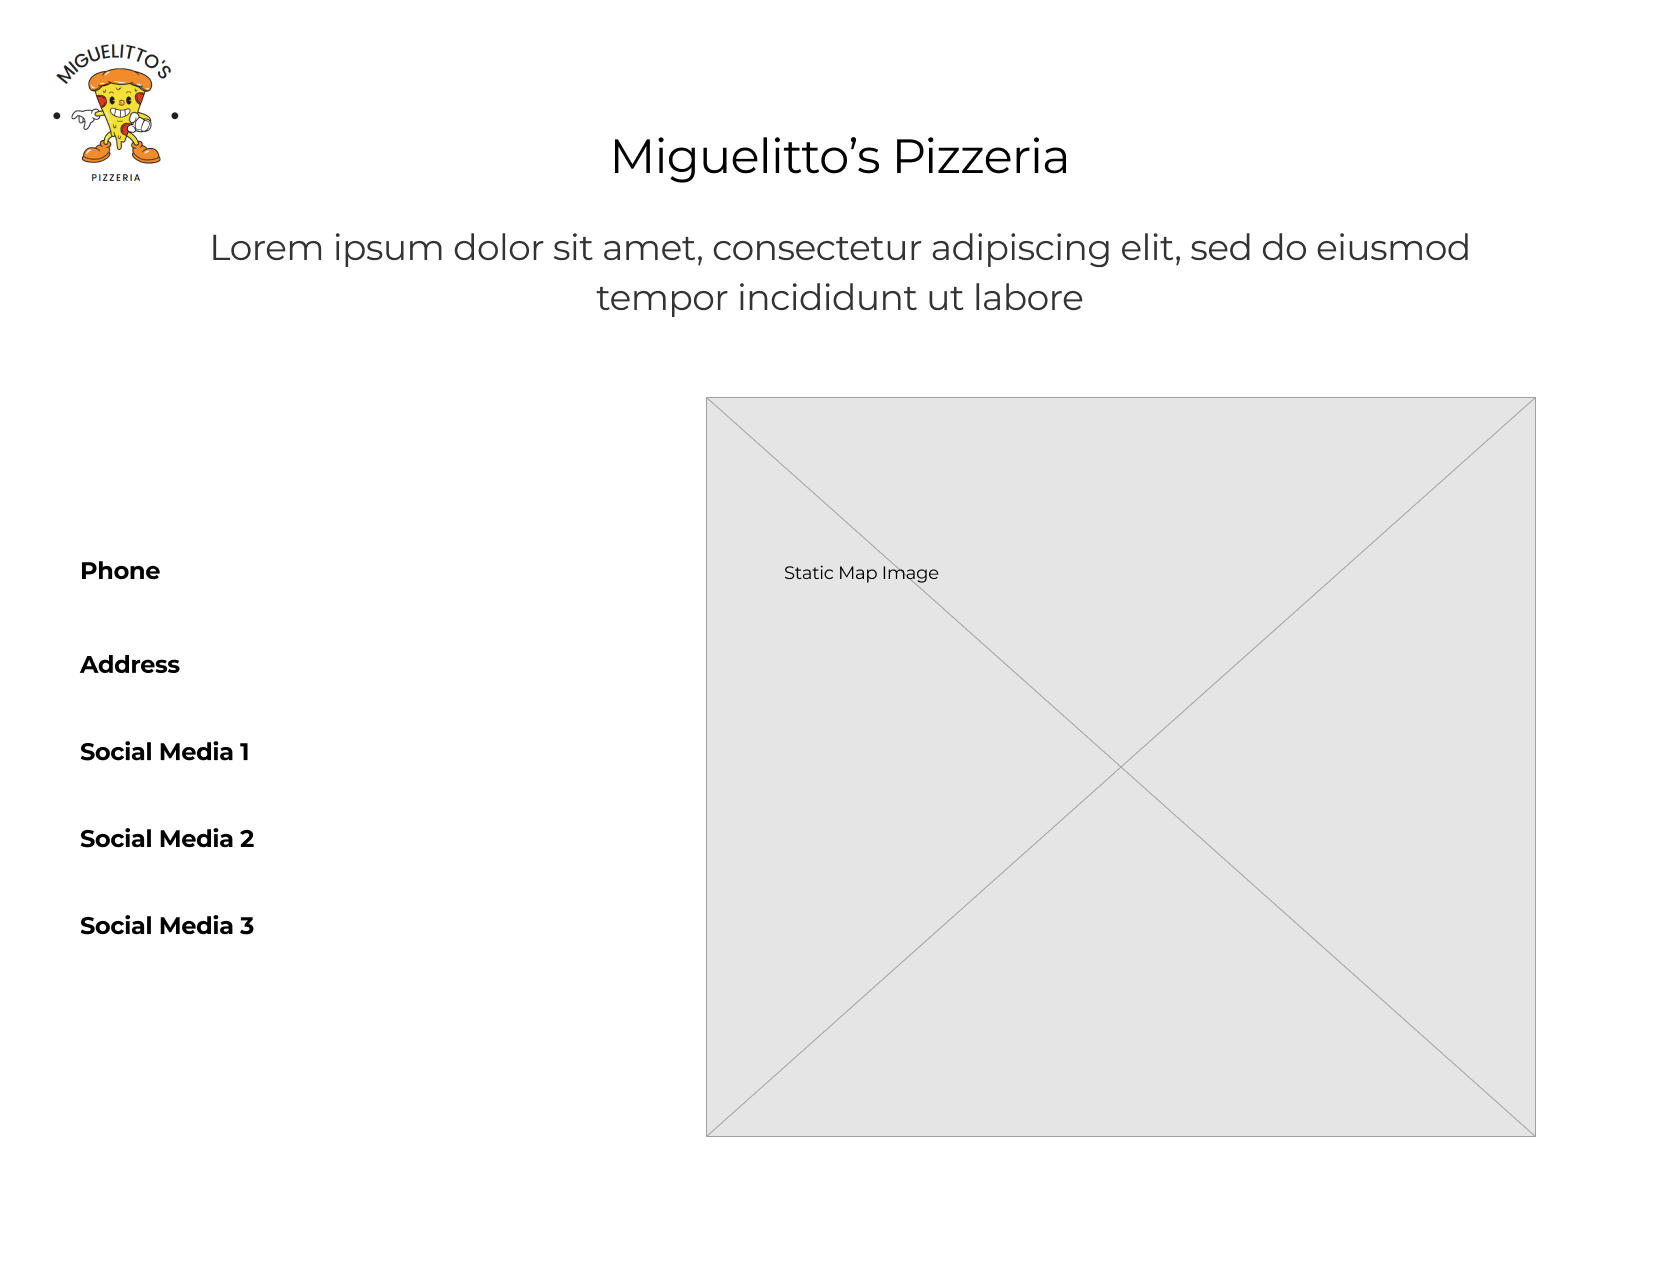 MIGUELITTO'S
PIZZERIA
Miguelitto’s Pizzeria
Lorem ipsum dolor sit amet, consectetur adipiscing elit, sed do eiusmod
tempor incididunt ut labore
Phone
Static Map Image
Address
Social Media 1
Social Media 2
Social Media 3